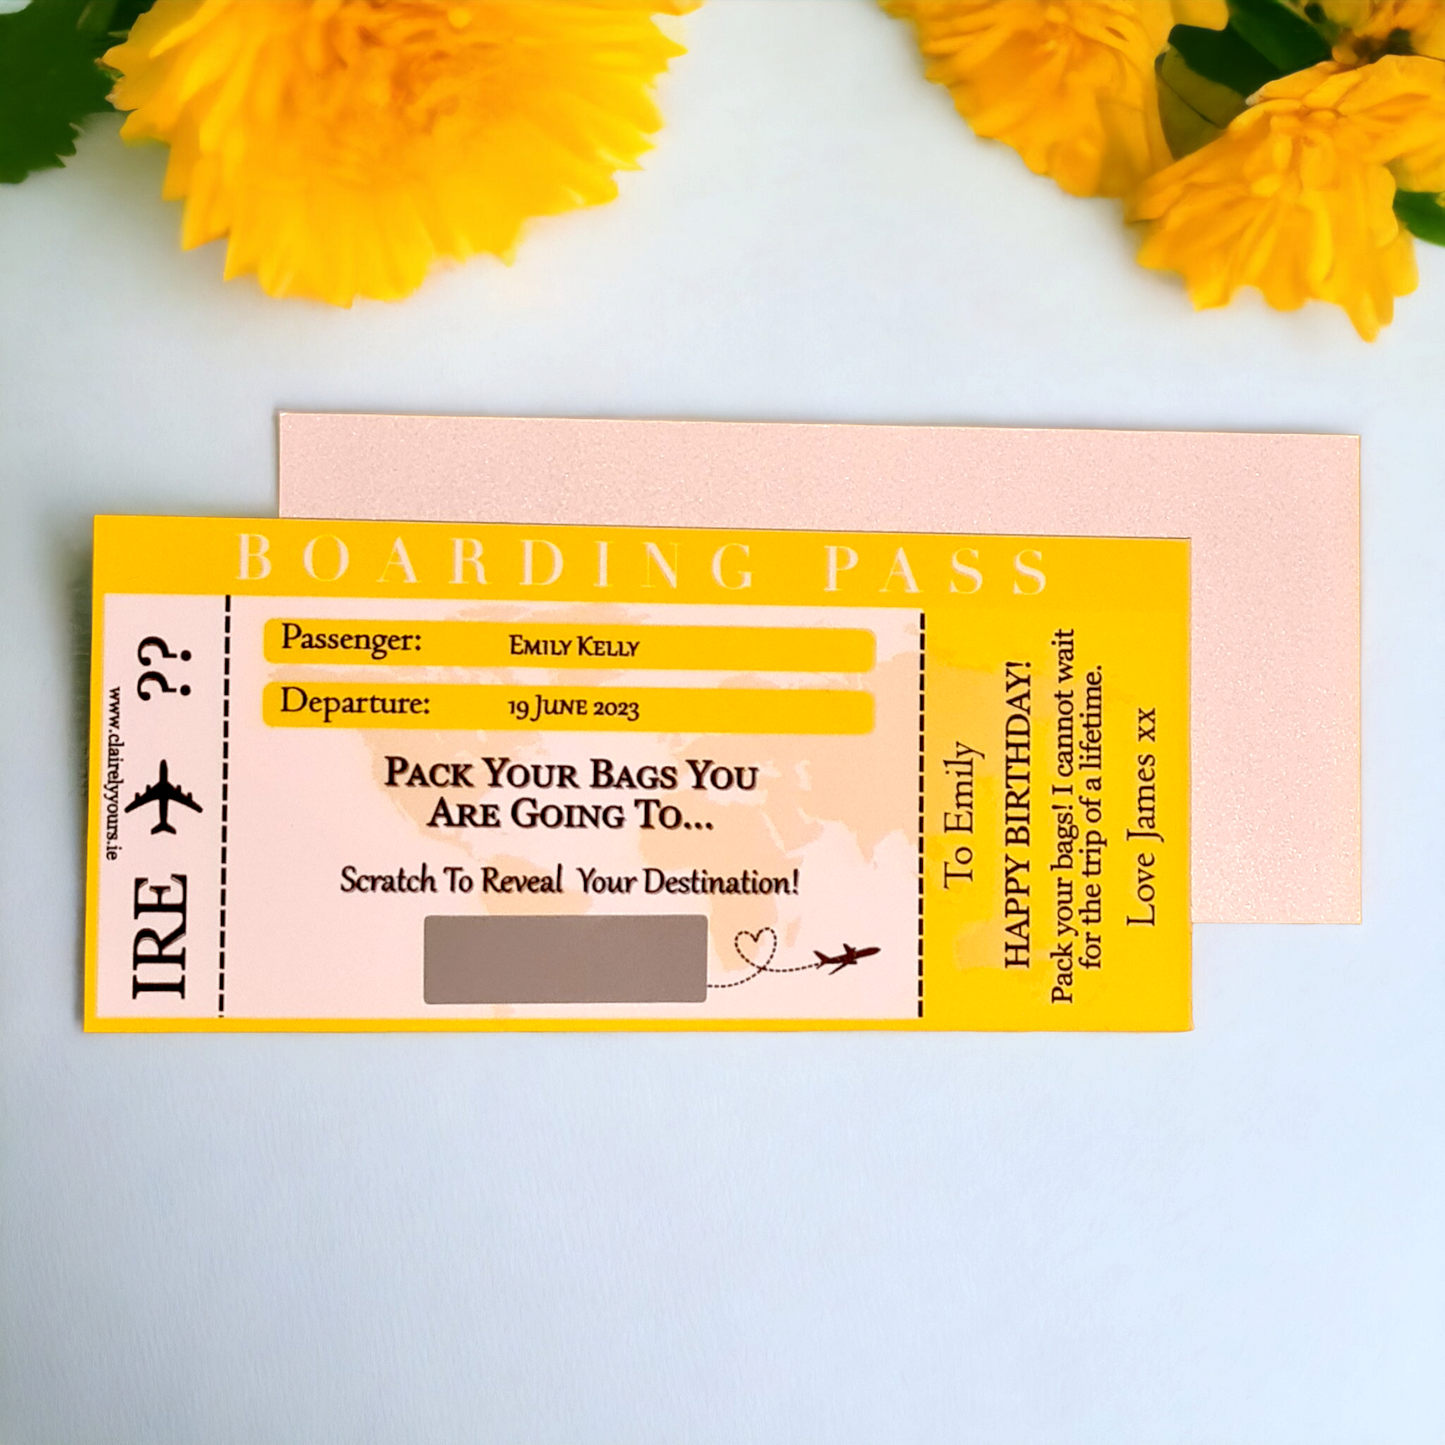 BOARDING PASS
www.clairelyyours.ie
IRE ??
Passenger: EMILY KELLY
Departure: 19 JUNE 2023
PACK YOUR BAGS YOU
ARE GOING TO...
Scratch To Reveal Your Destination!
To Emily
HAPPY BIRTHDAY!
Pack your bags! I cannot wait
for the trip of a lifetime.
Love James xx